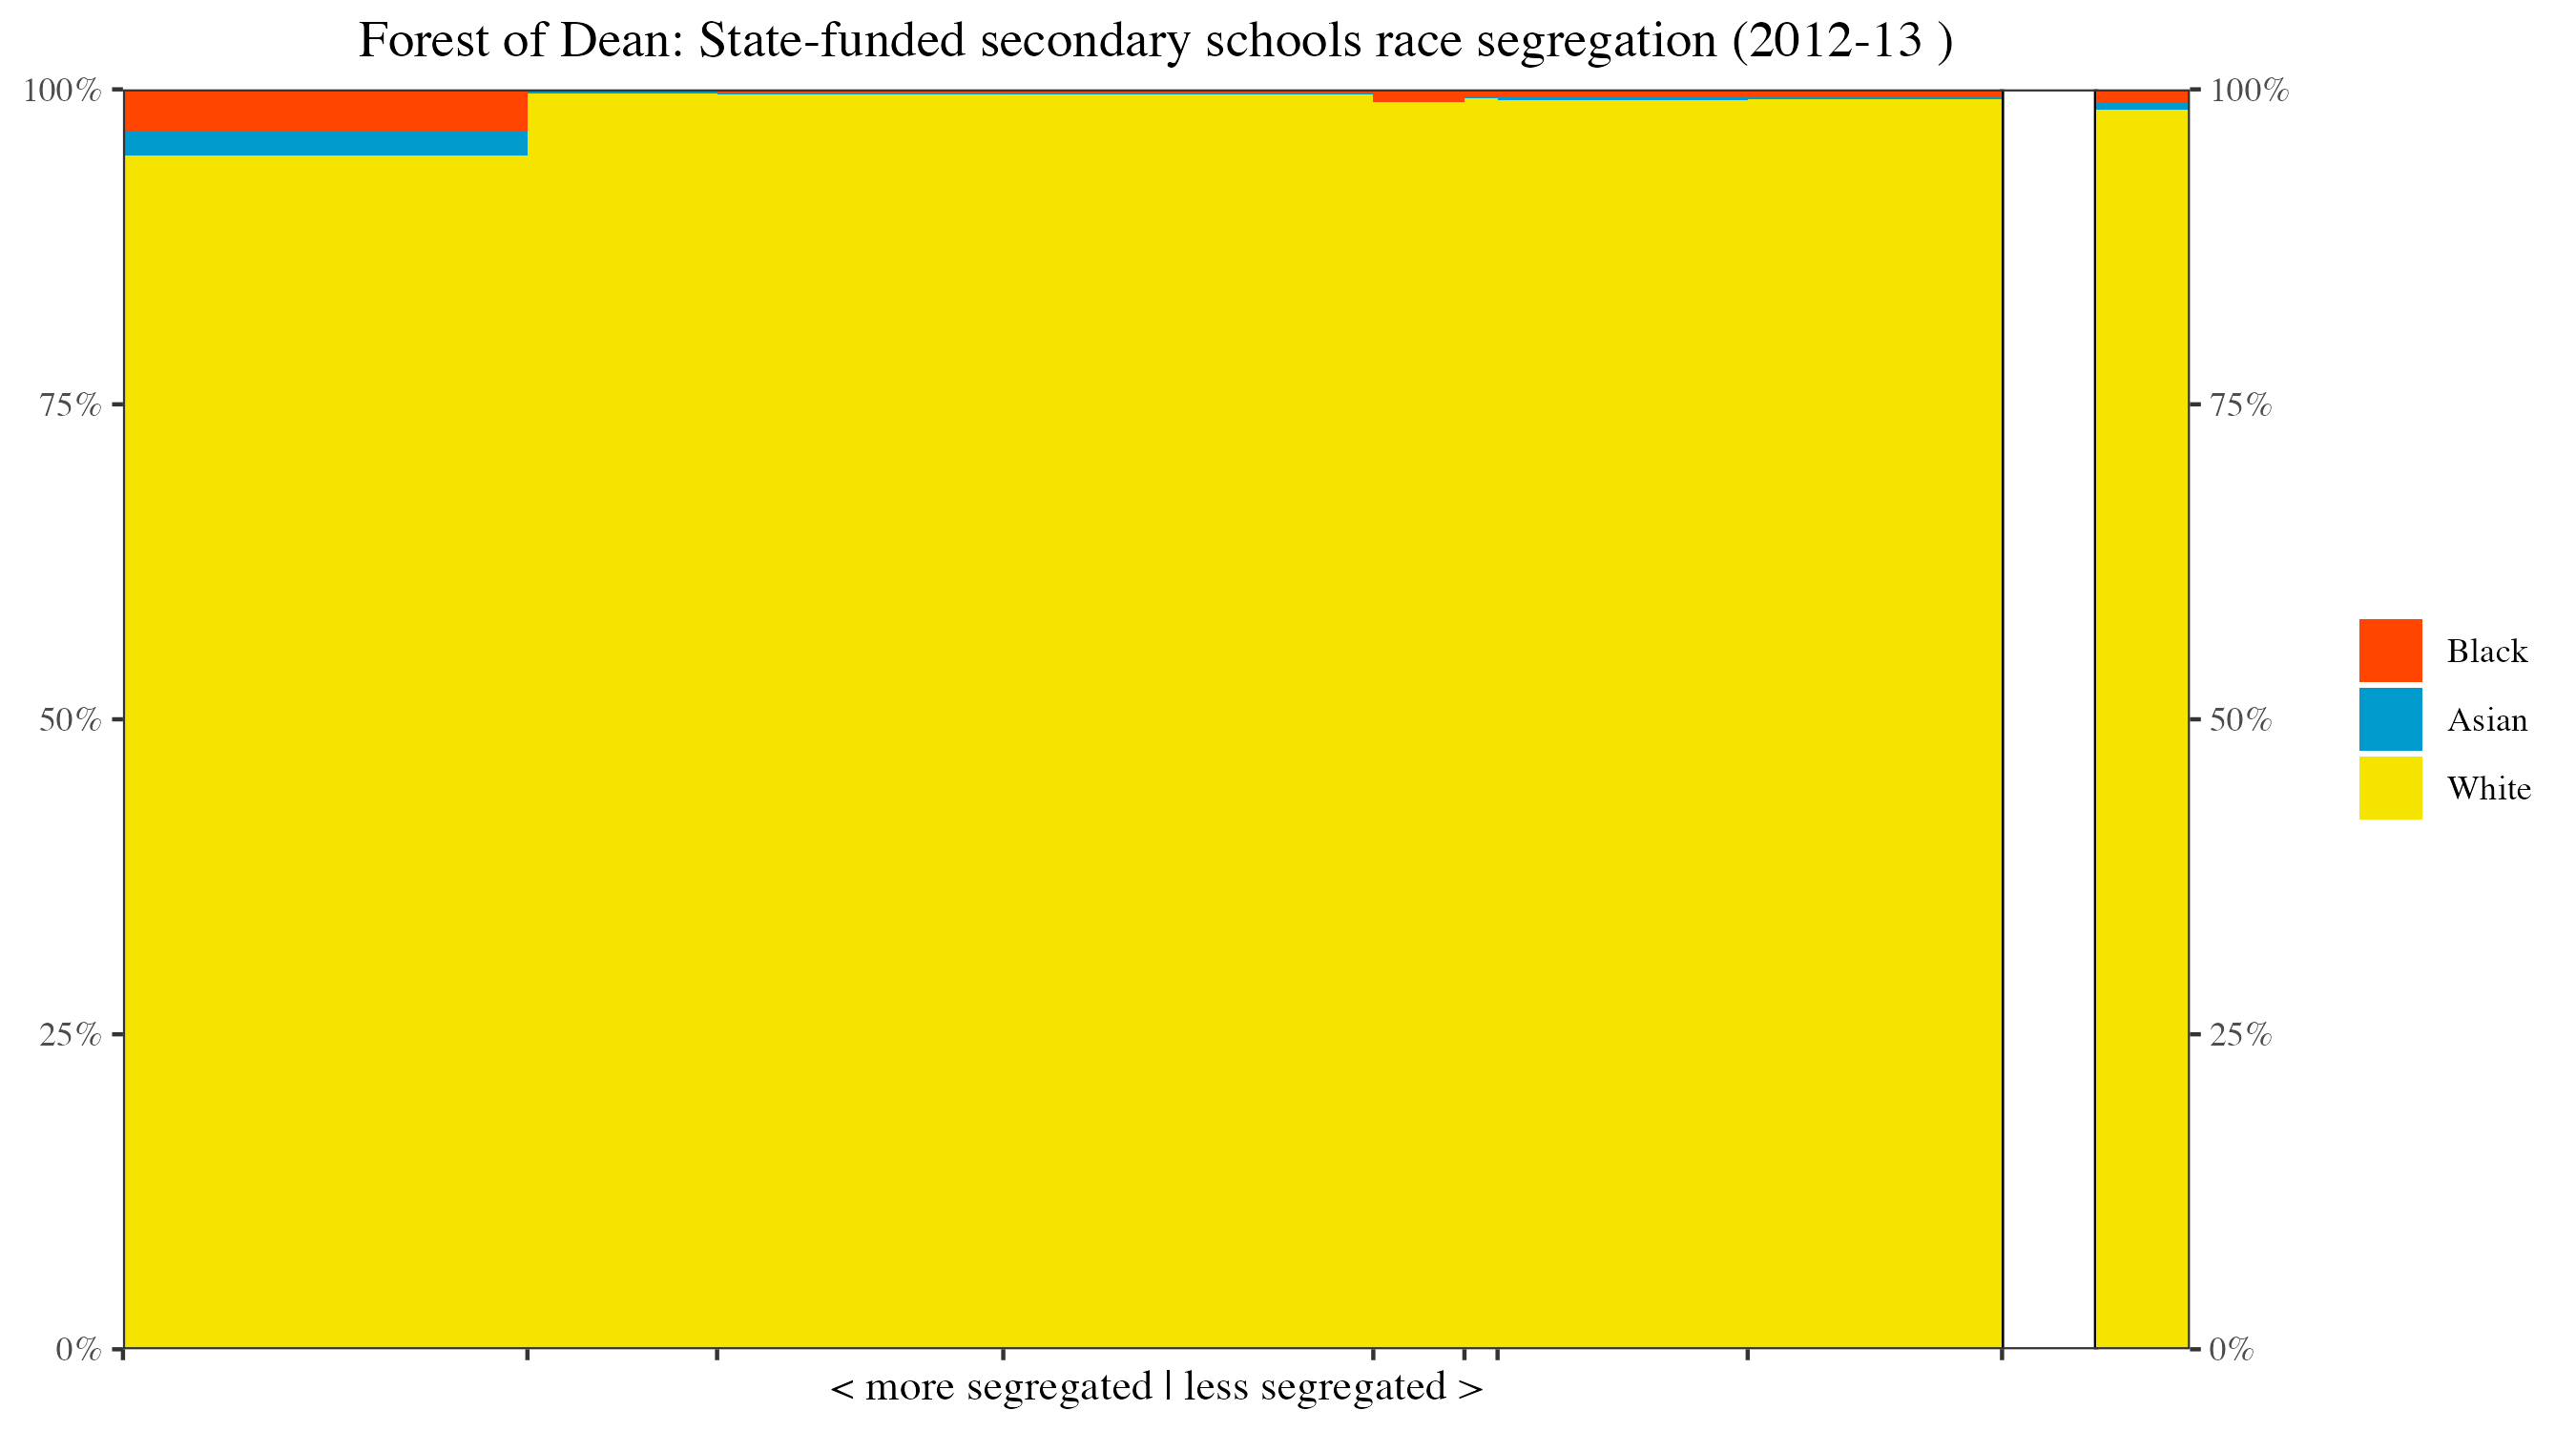 Forest of Dean: State-funded secondary schools race segregation (2012-13 )
100%
75%
50%
25%
0%
100%
75%
50%
25%
0%
Black
Asian
White
< more segregated | less segregated >